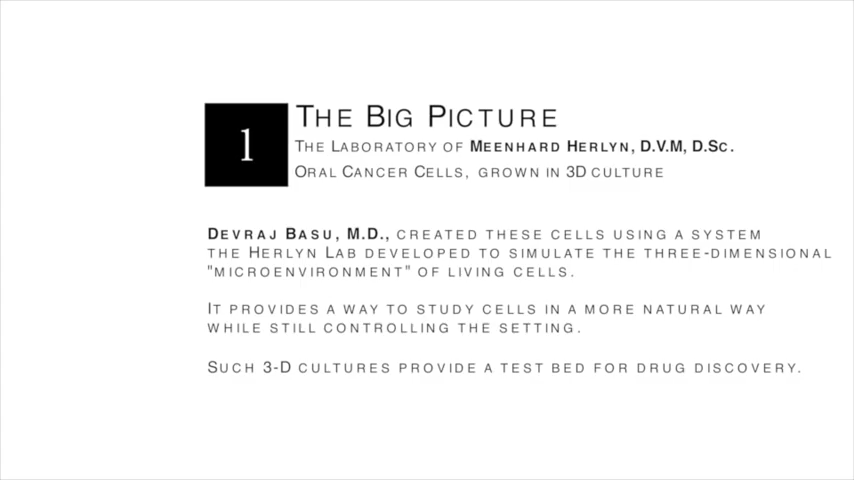 1
The Big Picture
The Laboratory of Meenhard Herlyn, D.V.M, D.Sc.
Oral Cancer Cells, grown in 3D culture
Devraj Basu, M.D., created these cells using a system
the Herlyn Lab developed to simulate the three-dimensional
"microenvironment" of living cells.
It provides a way to study cells in a more natural way
while still controlling the setting.
Such 3-D cultures provide a test bed for drug discovery.